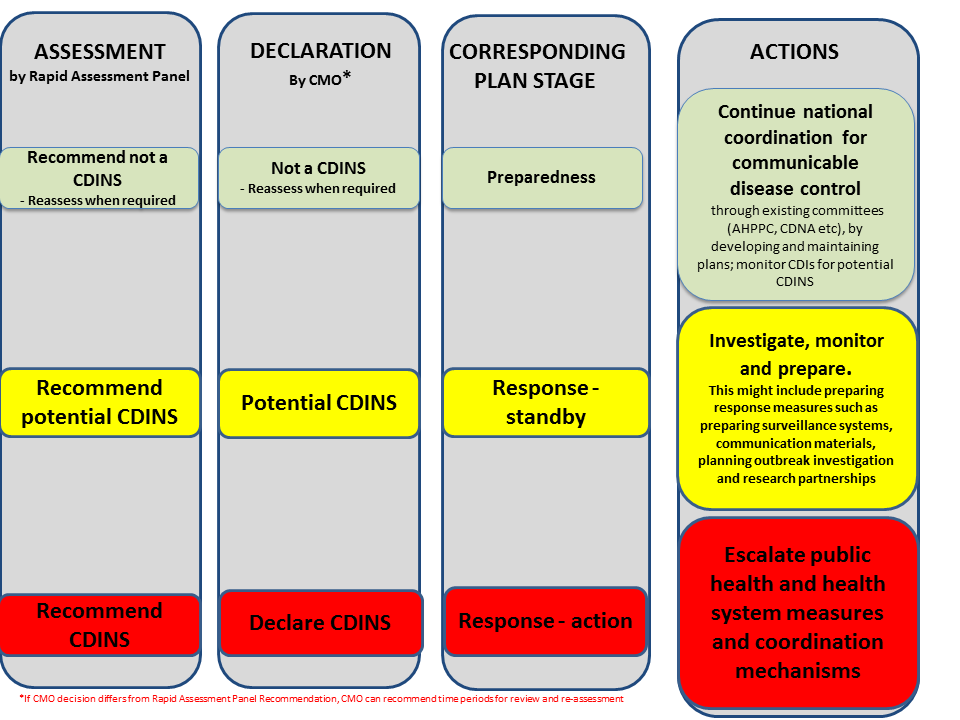 ASSESSMENT
by Rapid Assessment Panel
Recommend not a
CDINS
- Reassess when required
Recommend
potential CDINS
Recommend
CDINS
DECLARATION
By CMO*
Not a CDINS
- Reassess when required
Potential CDINS
Declare CDINS
CORRESPONDING
PLAN STAGE
Preparedness
Response -
standby
Response - action
ACTIONS
Continue national
coordination for
communicable
disease control
through existing committees
(AHPPC, CDNA etc), by
developing and maintaining
plans; monitor CDIs for potential
CDINS
Investigate, monitor
and prepare.
This might include preparing
response measures such as
preparing surveillance systems,
communication materials,
planning outbreak investigation
and research partnerships
Escalate public
health and health
system measures
and coordination
mechanisms
*If CMO decision differs from Rapid Assessment Panel Recommendation, CMO can recommend time periods for review and re-assessment